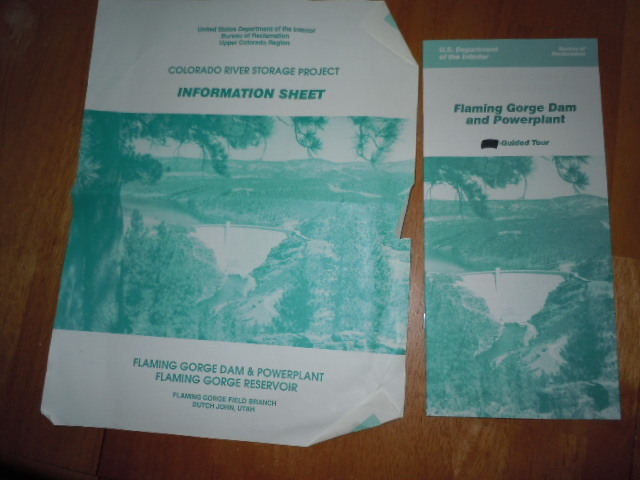 United States Department of the Interior
Bureau of Reclamation
Upper Colorado Region
COLORADO RIVER STORAGE PROJECT
INFORMATION SHEET
FLAMING GORGE DAM & POWERPLANT
FLAMING GORGE RESERVOIR
FLAMING GORGE FIELD BRANCH
DUTCH JOHN, UTAH
U.S. Department
of the Interior
Bureau of
Reclamation
Flaming Gorge Dam
and Powerplant
-Guided Tour